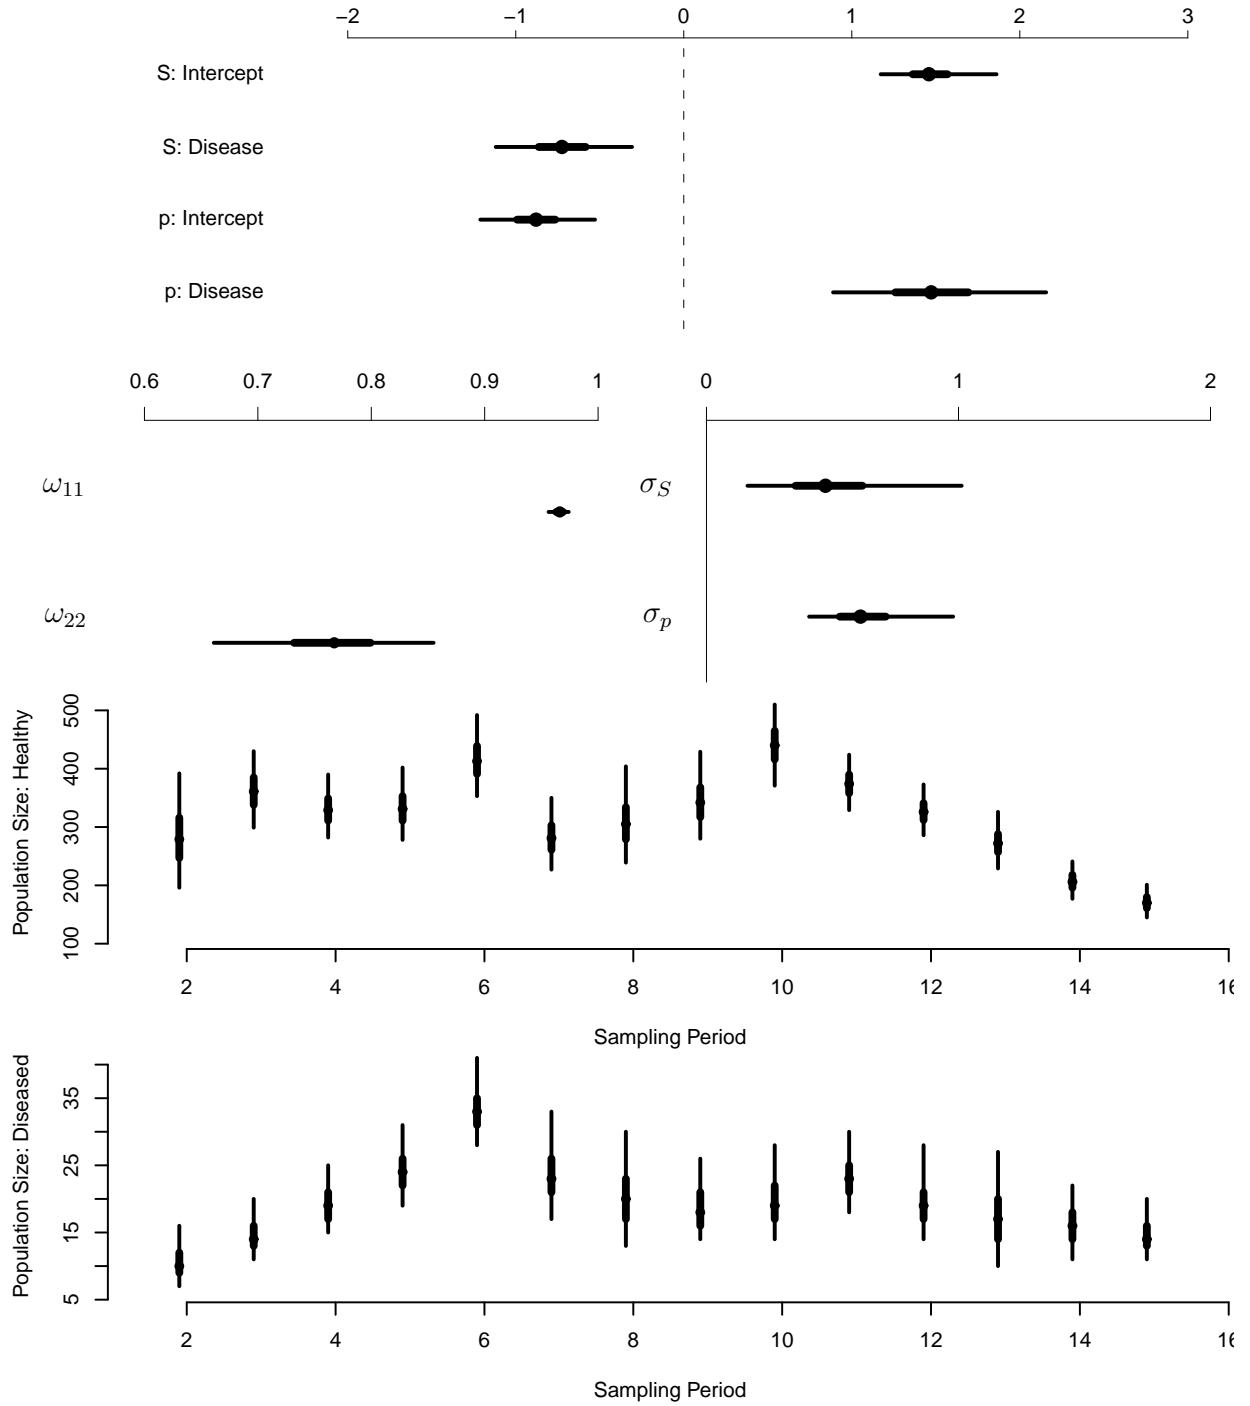 −2 −1 0 1 2 3
S: Intercept
S: Disease
p: Intercept
p: Disease
0.6 0.7 0.8 0.9 1
0 1 2
ω11
σS
ω22
σp
Population Size: Healthy
500
400
300
200
100
2 4 6 8 10 12 14 16
Sampling Period
Population Size: Diseased
35
25
15
5
2 4 6 8 10 12 14 16
Sampling Period